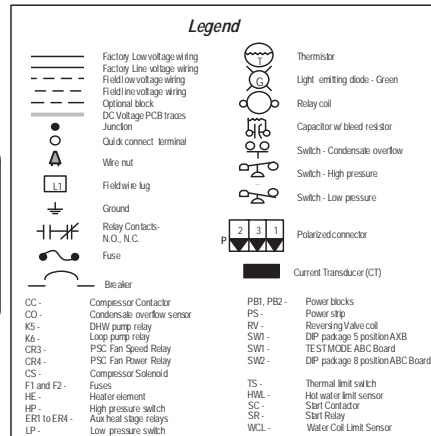 Legend
Factory Low voltage wiring
Factory Line voltage wiring
Field low voltage wiring
Field line voltage wiring
Optional block
DC Voltage PCB traces
Junction
Quick connect terminal
Wire nut
L1 Field wire lug
Ground
Relay Contacts-
N.O., N.C.
Fuse
Breaker
T Thermistor
G Light emitting diode - Green
Relay coil
Capacitor w/ bleed resistor
Switch - Condensate overflow
Switch - High pressure
Switch - Low pressure
P 2 3 1 Polarized connector
Current Transducer (CT)
CC - Compressor Contactor
CO - Condensate overflow sensor
K5 - DHW pump relay
K6 - Loop pump relay
CR3 - PSC Fan Speed Relay
CR4 - PSC Fan Power Relay
CS - Compressor Solenoid
F1 and F2 - Fuses
HE - Heater element
HP - High pressure switch
ER1 to ER4 - Aux heat stage relays
LP - Low pressure switch
PB1, PB2 - Power blocks
PS - Power strip
RV - Reversing Valve coil
SW1 - DIP package 5 position AXB
SW1 - TEST MODE ABC Board
SW2 - DIP package 8 position ABC Board
TS - Thermal limit switch
HWL - Hot water limit sensor
SC - Start Contactor
SR - Start Relay
WCL - Water Coil Limit Sensor